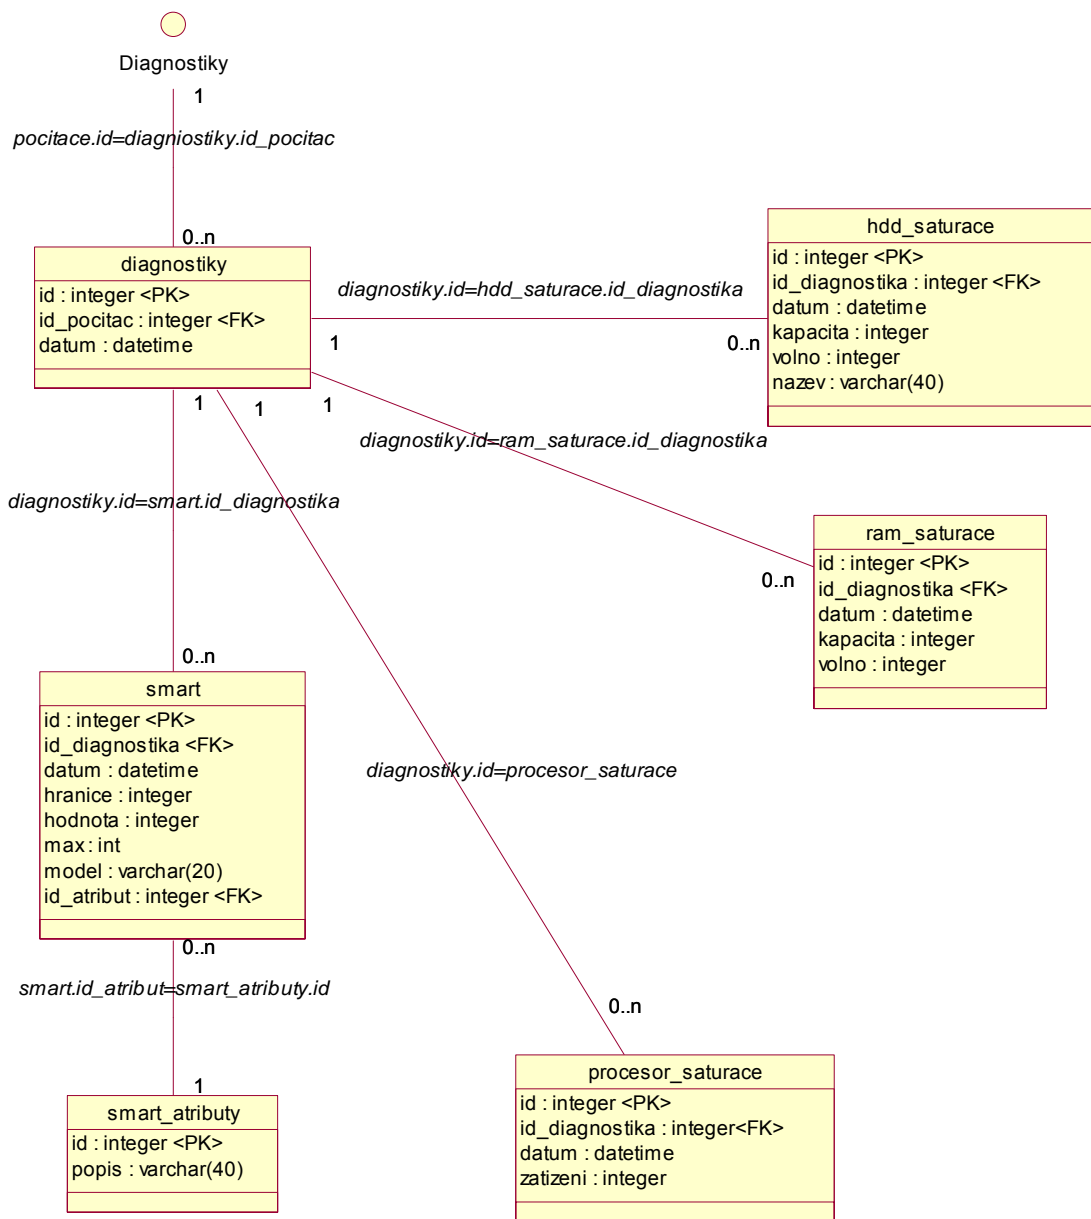 Diagnostiky
1
pocitace.id=diagniostiky.id_pocitac
0..n
diagnostiky
id : integer <PK>
id_pocitac : integer <FK>
datum : datetime
diagnostiky.id=hdd_saturace.id_diagnostika
1
0..n
hdd_saturace
id : integer <PK>
id_diagnostika : integer <FK>
datum : datetime
kapacita : integer
volno : integer
nazev : varchar(40)
1
1
1
diagnostiky.id=ram_saturace.id_diagnostika
0..n
ram_saturace
id : integer <PK>
id_diagnostika <FK>
datum : datetime
kapacita : integer
volno : integer
diagnostiky.id=smart.id_diagnostika
0..n
smart
id : integer <PK>
id_diagnostika <FK>
datum : datetime
hranice : integer
hodnota : integer
max : int
model : varchar(20)
id_atribut : integer <FK>
diagnostiky.id=procesor_saturace
0..n
0..n
smart.id_atribut=smart_atributy.id
1
smart_atributy
id : integer <PK>
popis : varchar(40)
procesor_saturace
id : integer <PK>
id_diagnostika : integer<FK>
datum : datetime
zatizeni : integer